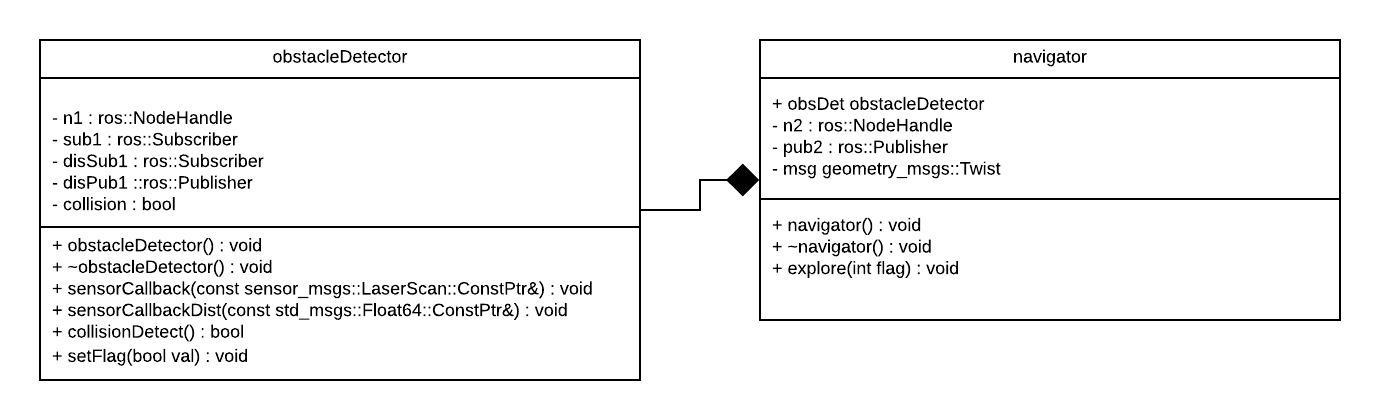 obstacleDetector
- n1 : ros::NodeHandle
- sub1 : ros::Subscriber
- disSub1 : ros::Subscriber
- disPub1 ::ros::Publisher
- collision : bool
+ obstacleDetector() : void
+ ~obstacleDetector() : void
+ sensorCallback(const sensor_msgs::LaserScan::ConstPtr&) : void
+ sensorCallbackDist(const std_msgs::Float64::ConstPtr&) : void
+ collisionDetect() : bool
+ setFlag(bool val) : void
navigator
+ obsDet obstacleDetector
- n2 : ros::NodeHandle
- pub2 : ros::Publisher
- msg geometry_msgs::Twist
+ navigator() : void
+ ~navigator() : void
+ explore(int flag) : void